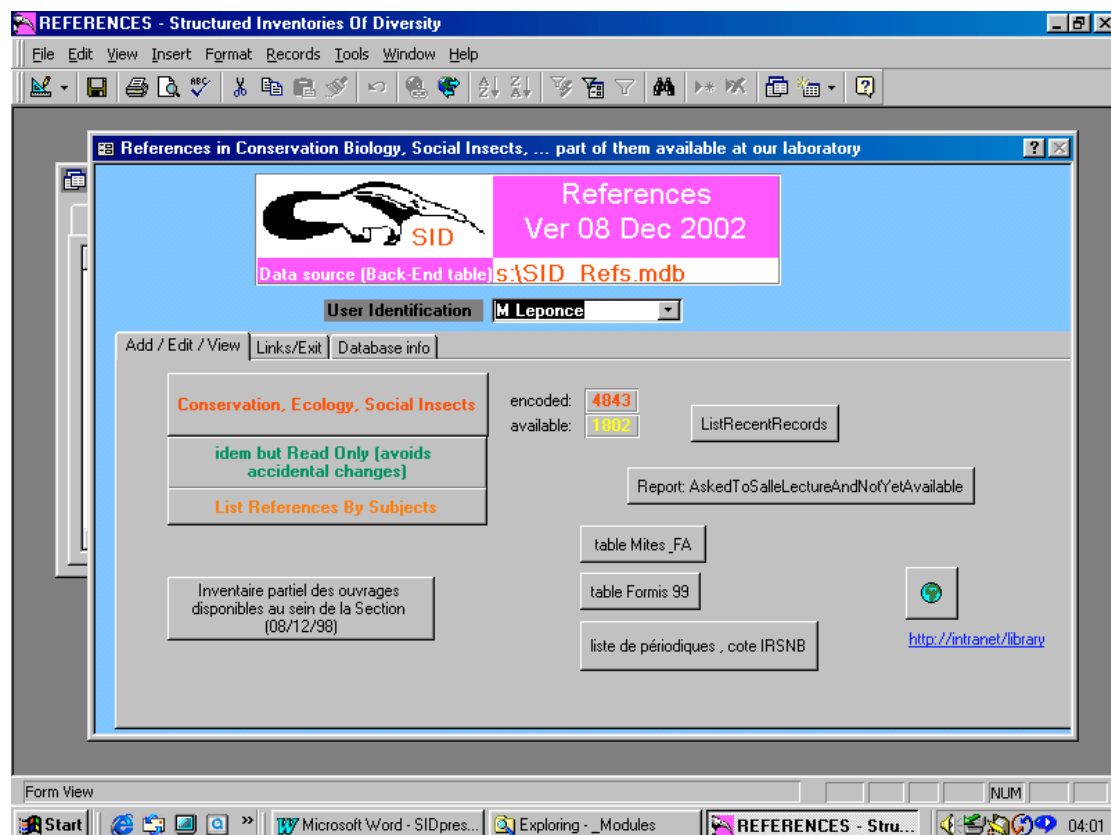 REFERENCES - Structured Inventories Of Diversity
File Edit View Insert Format Records Tools Window Help
References in Conservation Biology, Social Insects, ... part of them available at our laboratory
SID
References
Ver 08 Dec 2002
Data source (Back-End table) s:\SID_Refs.mdb
User Identification M Leponce
Add / Edit / View Links/Exit Database info
Conservation, Ecology, Social Insects
encoded: 4843
available: 1802
ListRecentRecords
idem but Read Only (avoids
accidental changes)
List References By Subjects
Report: AskedToSalleLectureAndNotYetAvailable
table Mites_FA
table Formis 99
Inventaire partiel des ouvrages
disponibles au sein de la Section
(08/12/98)
liste de périodiques , cote IRSNB
http://intranet/library
Form View
NUM
Start
Microsoft Word - SIDpres...
Exploring - _Modules
REFERENCES - Stru...
04:01